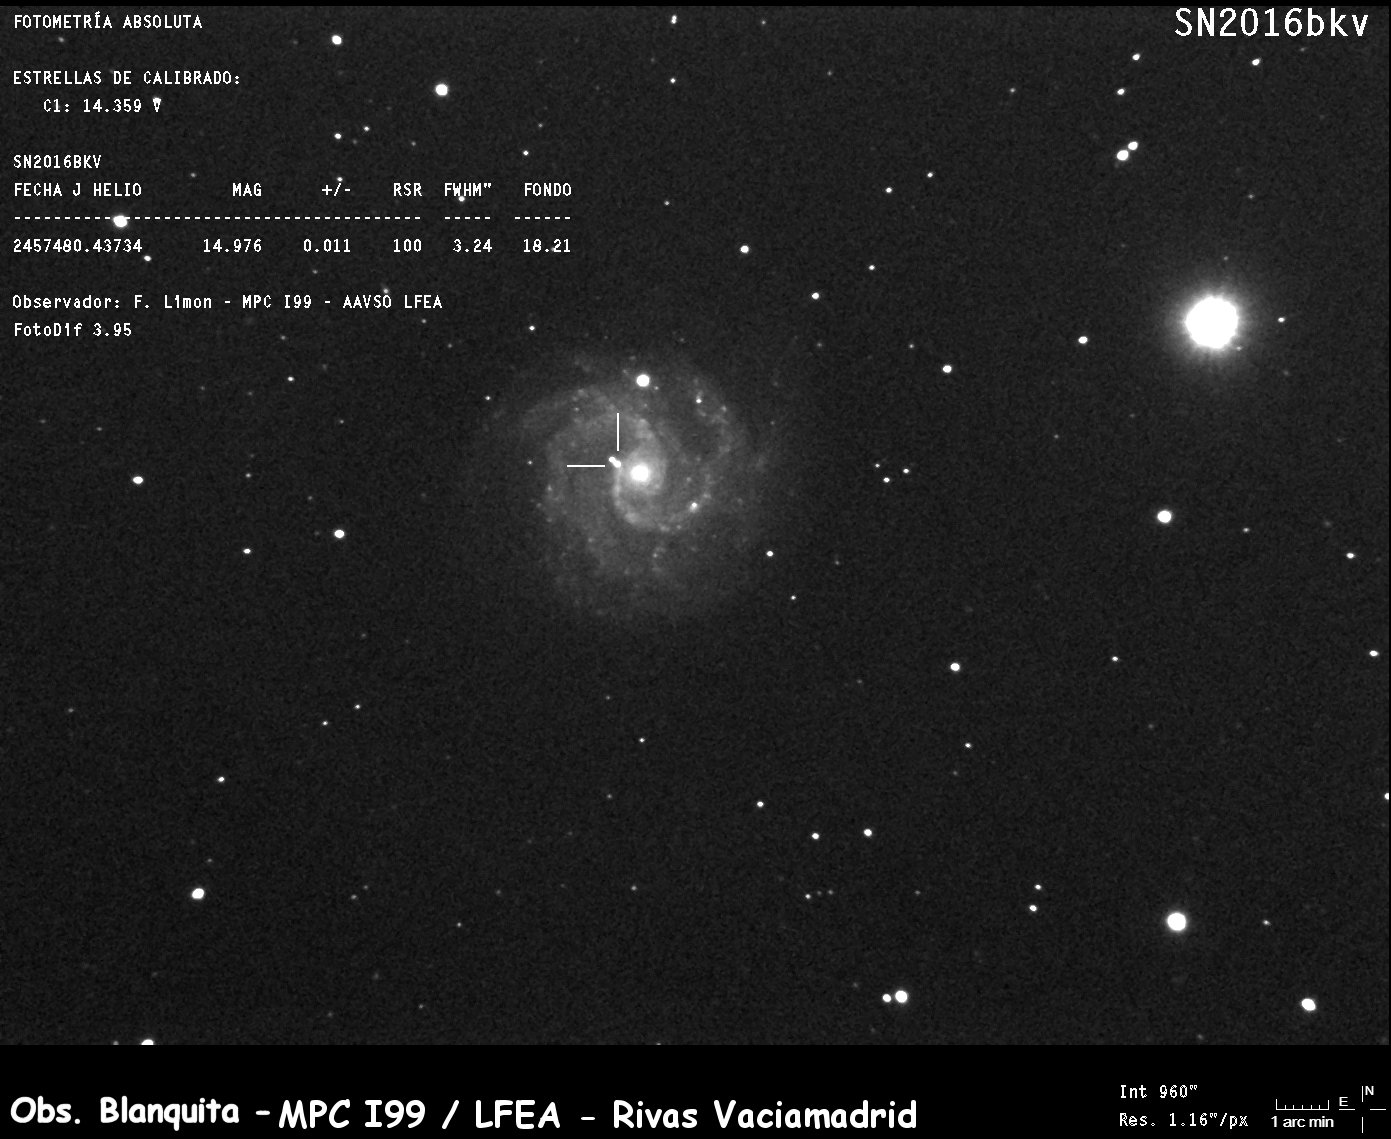 FOTOMETRÍA ABSOLUTA
SN2016bkv
ESTRELLAS DE CALIBRADO:
C1: 14.359 V
SN2016BKV
FECHA J HELIO MAG +/- RSR FWHM" FONDO
------------------------------------------ ----- ------
2457480.43734 14.976 0.011 100 3.24 18.21
Observador: F. Limon - MPC I99 - AAVSO LFEA
FotoDif 3.95
Obs. Blanquita - MPC I99 / LFEA - Rivas Vaciamadrid
Int 960"
Res. 1.16"/px
1 arc min
E
N